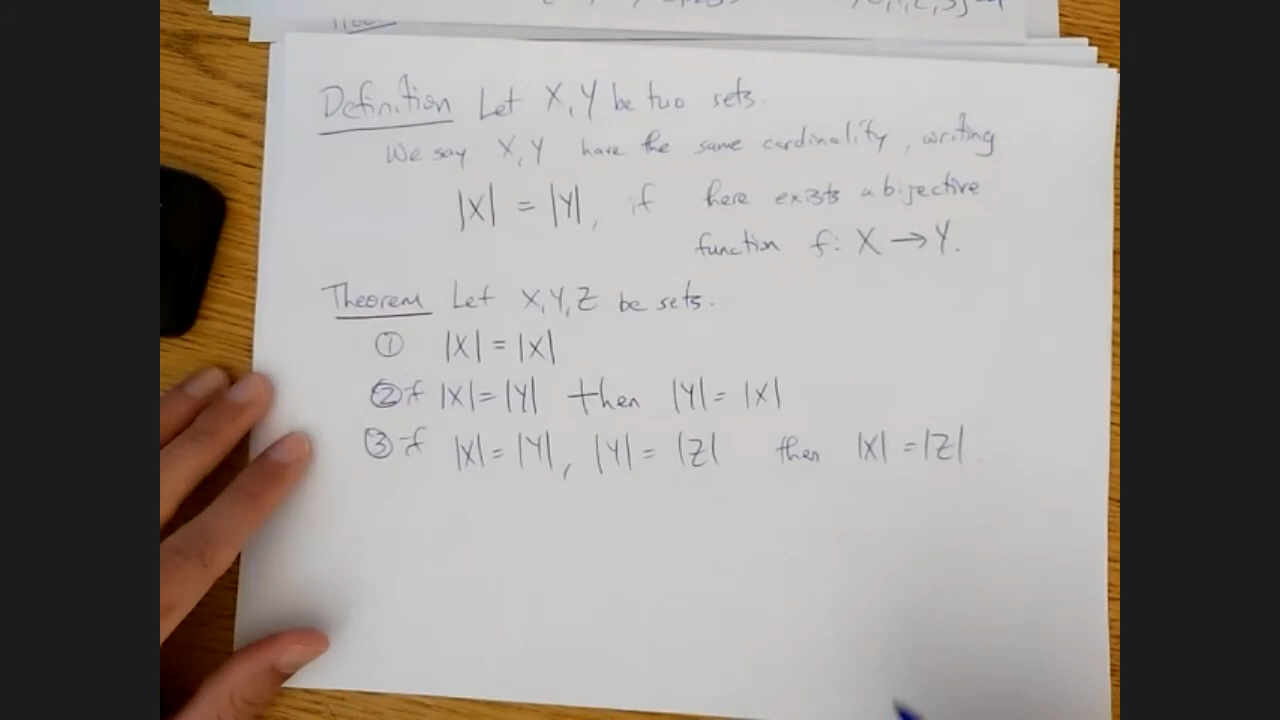 Definition Let X, Y be two sets.
We say X, Y have the same cardinality, writing
|X| = |Y|, if here exists a bijective
function f: X → Y.
Theorem Let X, Y, Z be sets.
① |X| = |X|
② If |X| = |Y| then |Y| = |X|
③ If |X| = |Y|, |Y| = |Z| then |X| = |Z|.